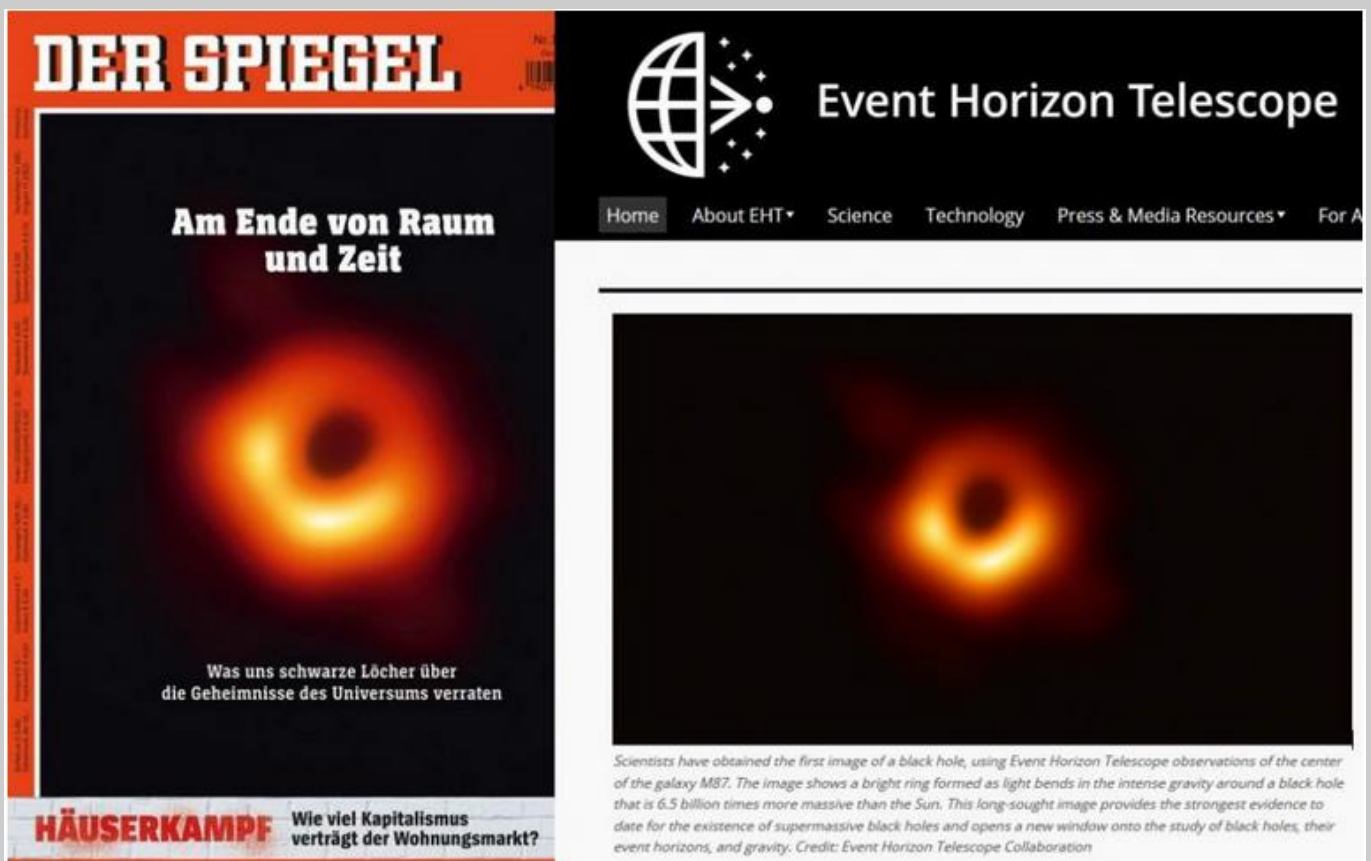 DER SPIEGEL
Am Ende von Raum
und Zeit
Was uns schwarze Löcher über
die Geheimnisse des Universums verraten
HÄUSERKAMPF
Wie viel Kapitalismus
verträgt der Wohnungsmarkt?
Event Horizon Telescope
Home About EHT Science Technology Press & Media Resources For A
Scientists have obtained the first image of a black hole, using Event Horizon Telescope observations of the center
of the galaxy M87. The image shows a bright ring formed as light bends in the intense gravity around a black hole
that is 6.5 billion times more massive than the Sun. This long-sought image provides the strongest evidence to
date for the existence of supermassive black holes and opens a new window onto the study of black holes, their
event horizons, and gravity. Credit: Event Horizon Telescope Collaboration